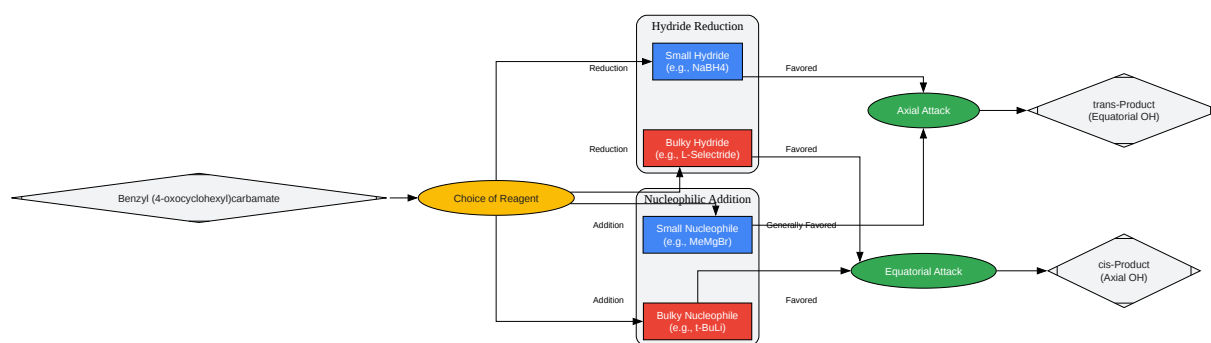 Hydride Reduction
Small Hydride
(e.g., NaBH4)
Reduction
Favored
Axial Attack
trans-Product
(Equatorial OH)
Bulky Hydride
(e.g., L-Selectride)
Reduction
Favored
Benzyl (4-oxocyclohexyl)carbamate
Choice of Reagent
Nucleophilic Addition
Small Nucleophile
(e.g., MeMgBr)
Addition
Generally Favored
Equatorial Attack
cis-Product
(Axial OH)
Addition
Favored
Bulky Nucleophile
(e.g., t-BuLi)